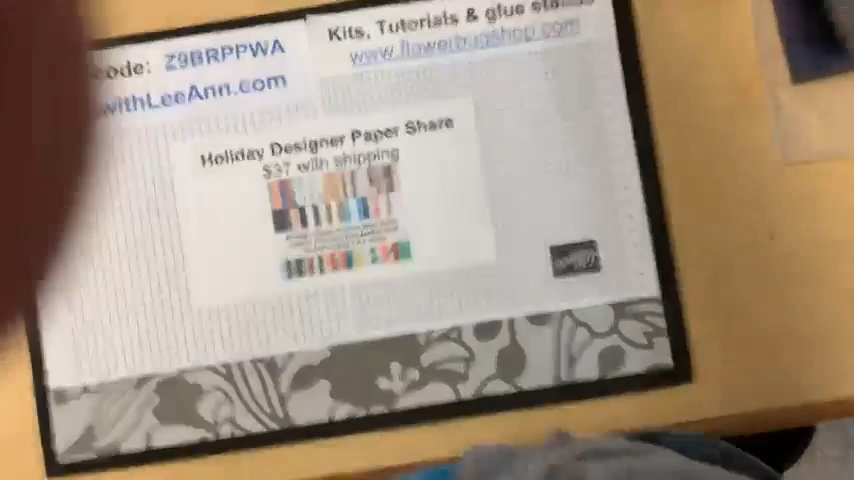 code: Z9BRPPWA
withLeeAnn.com
Kits, Tutorials & glue
www.flowerbugshop.com
Holiday Designer Paper Share
$37 with shipping